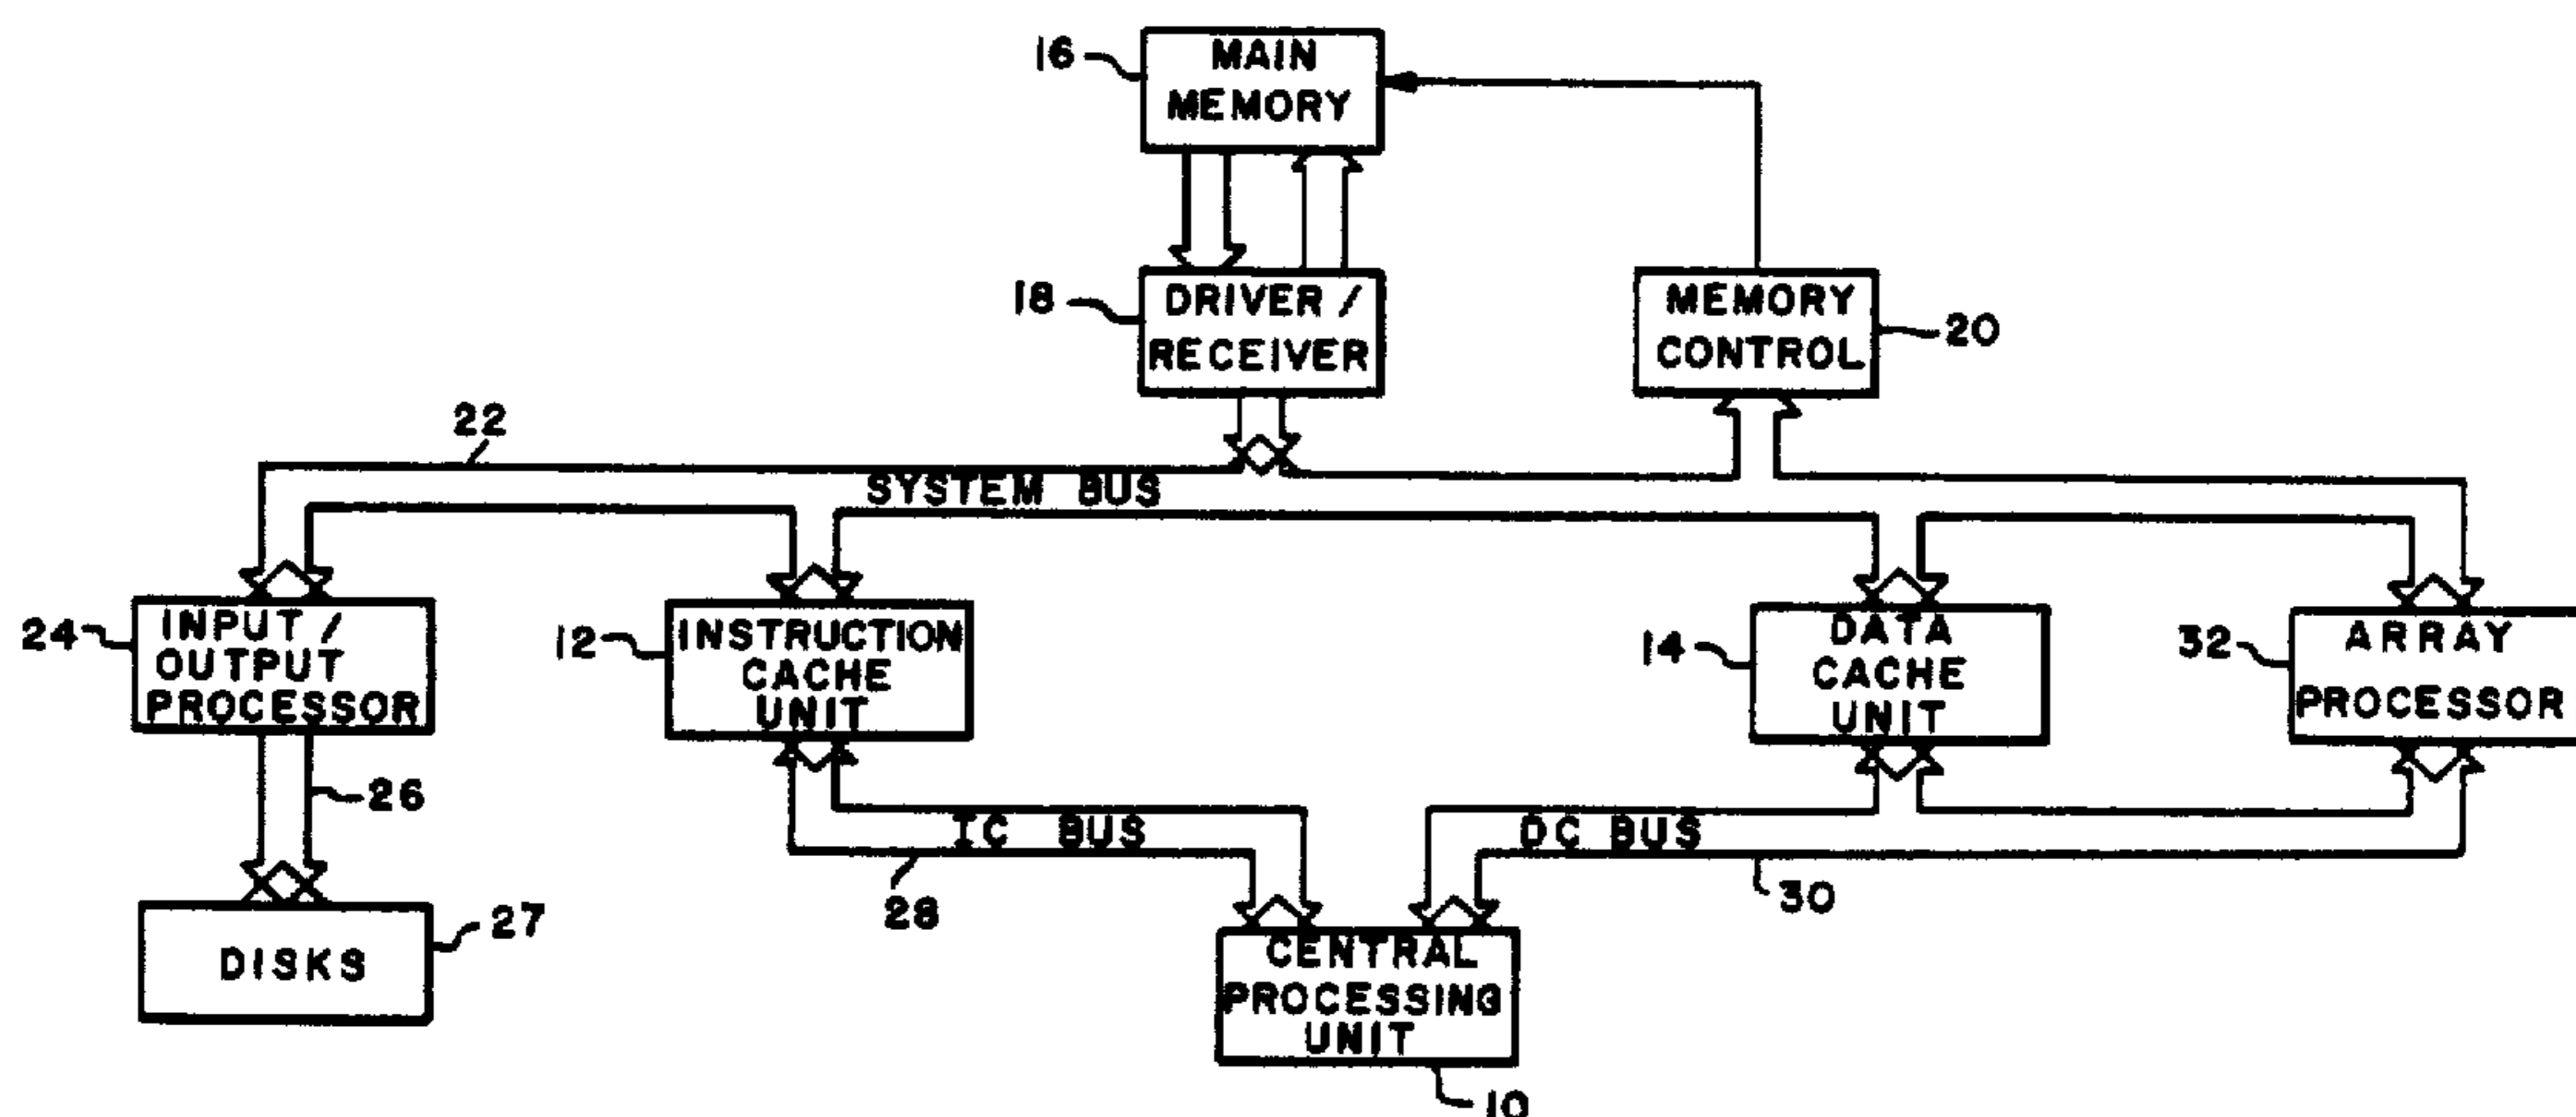 16
MAIN
MEMORY
18
DRIVER /
RECEIVER
MEMORY
CONTROL
20
22
SYSTEM BUS
24
INPUT /
OUTPUT
PROCESSOR
12
INSTRUCTION
CACHE
UNIT
14
DATA
CACHE
UNIT
32
ARRAY
PROCESSOR
26
IC BUS
28
DC BUS
30
DISKS
27
CENTRAL
PROCESSING
UNIT
10